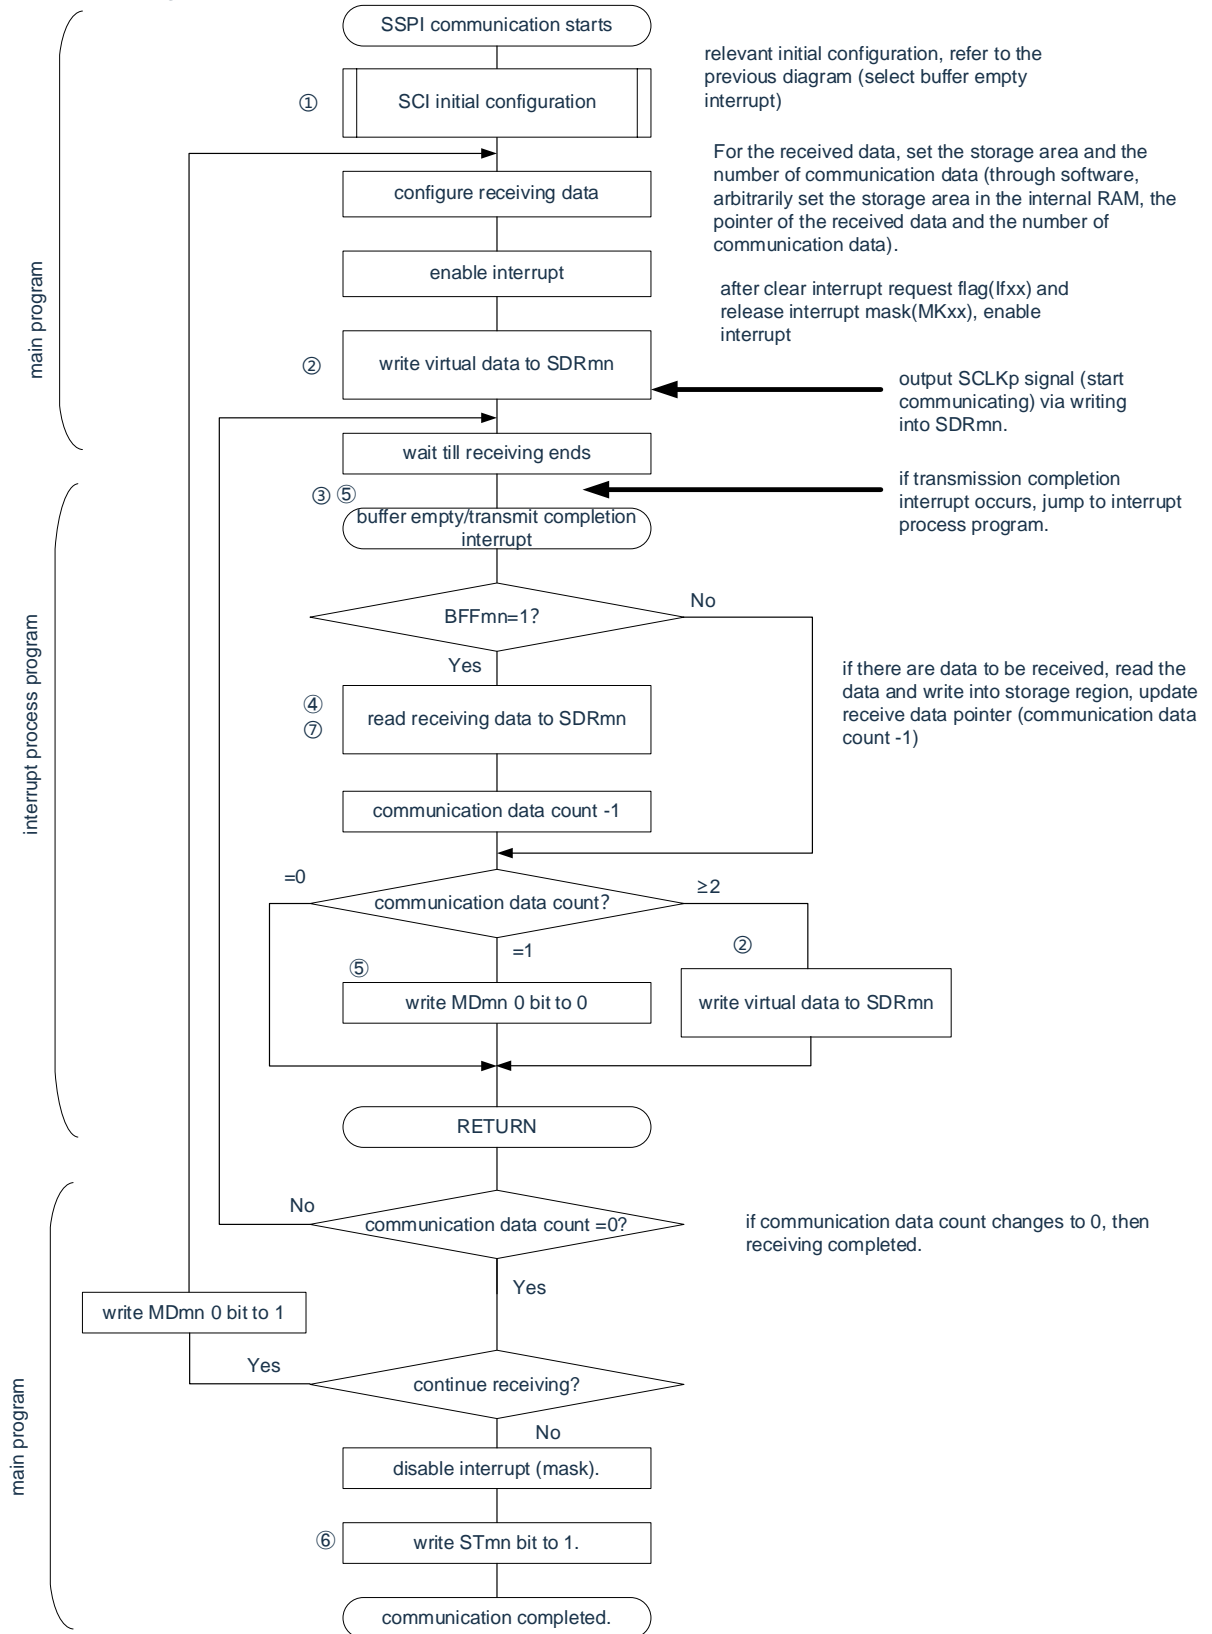 SSPI communication starts
relevant initial configuration, refer to the
previous diagram (select buffer empty
interrupt)
①
SCI initial configuration
For the received data, set the storage area and the
number of communication data (through software,
arbitrarily set the storage area in the internal RAM, the
pointer of the received data and the number of
communication data).
configure receiving data
main program
enable interrupt
after clear interrupt request flag(Ifxx) and
release interrupt mask(MKxx), enable
interrupt
②
write virtual data to SDRmn
output SCLKp signal (start
communicating) via writing
into SDRmn.
wait till receiving ends
③ ⑤
if transmission completion
interrupt occurs, jump to interrupt
process program.
buffer empty/transmit completion
interrupt
BFFmn=1?
No
Yes
interrupt process program
④
⑦
read receiving data to SDRmn
if there are data to be received, read the
data and write into storage region, update
receive data pointer (communication data
count -1)
communication data count -1
=0
communication data count?
≥2
=1
②
⑤
write MDmn 0 bit to 0
write virtual data to SDRmn
RETURN
No
communication data count =0?
if communication data count changes to 0, then
receiving completed.
Yes
write MDmn 0 bit to 1
Yes
continue receiving?
No
main program
disable interrupt (mask).
⑥
write STmn bit to 1.
communication completed.